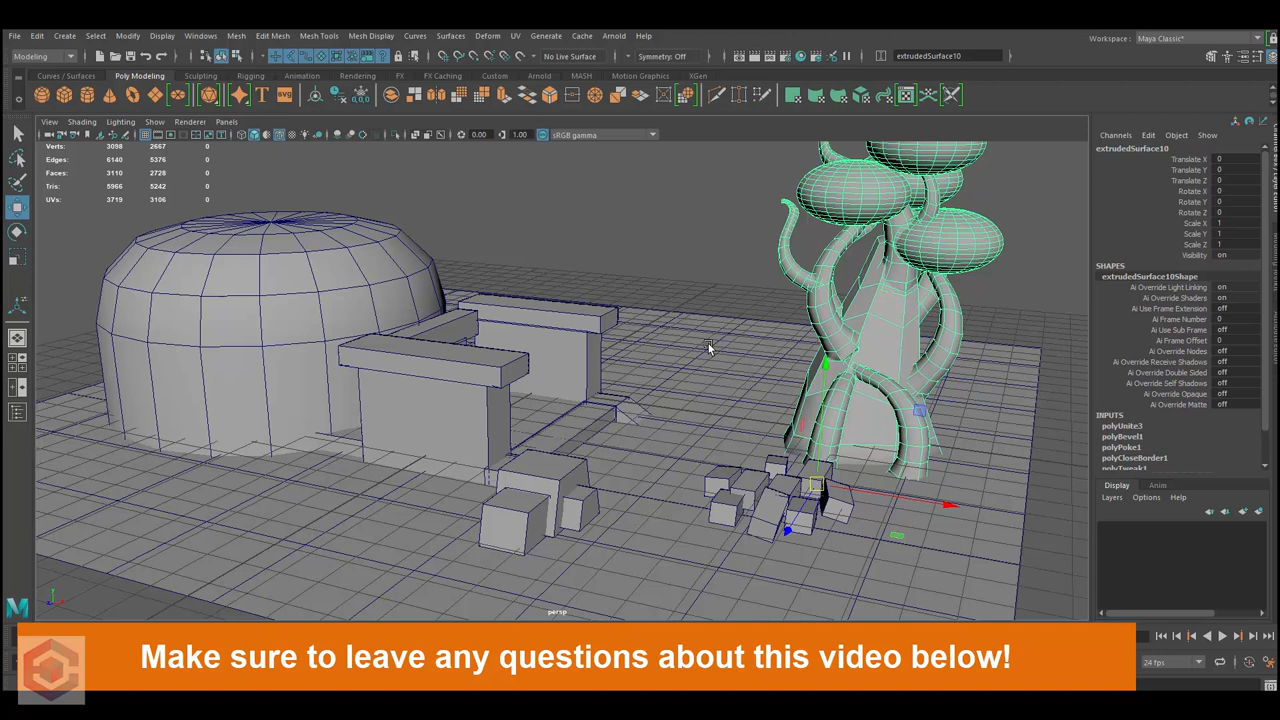 File Edit Create Select Modify Display Windows Mesh Edit Mesh Mesh Tools Mesh Display Curves Surfaces Deform UV Generate Cache Arnold Help
Workspace : Maya Classic*
Modeling
No Live Surface
Symmetry: Off
extrudedSurface10
Curves / Surfaces Poly Modeling Sculpting Rigging Animation Rendering FX FX Caching Custom Arnold MASH Motion Graphics XGen
View Shading Lighting Show Renderer Panels
0.00 1.00 sRGB gamma
Verts: 3098 2667 0
Edges: 6140 5376 0
Faces: 3110 2728 0
Tris: 5966 5242 0
UVs: 3719 3106 0
persp
Channels Edit Object Show
extrudedSurface10
Translate X 0
Translate Y 0
Translate Z 0
Rotate X 0
Rotate Y 0
Rotate Z 0
Scale X 1
Scale Y 1
Scale Z 1
Visibility on
SHAPES
extrudedSurface10Shape
Ai Override Light Linking on
Ai Override Shaders on
Ai Use Frame Extension off
Ai Frame Number 0
Ai Use Sub Frame off
Ai Frame Offset 0
Ai Override Nodes off
Ai Override Receive Shadows off
Ai Override Double Sided off
Ai Override Self Shadows off
Ai Override Opaque off
Ai Override Matte off
INPUTS
polyUnite3
polyBevel1
polyPoke1
polyCloseBorder1
polyTweak1
Display Anim
Layers Options Help
24 fps
Make sure to leave any questions about this video below!